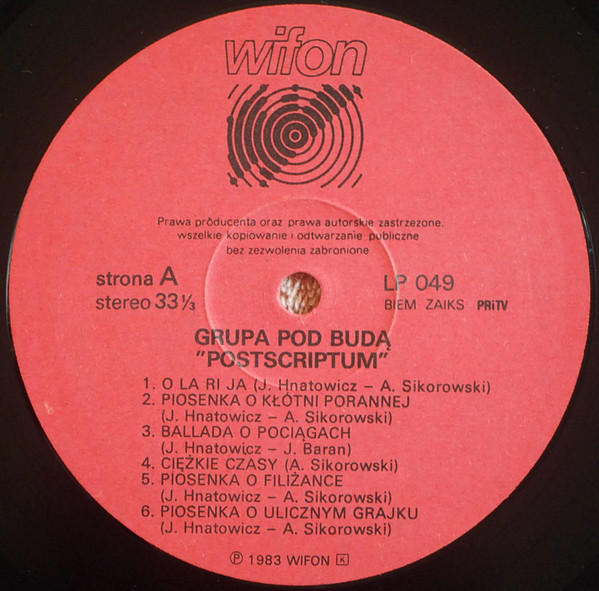 wifon
Prawa producenta oraz prawa autorskie zastrzeżone.
wszelkie kopiowanie i odtwarzanie publiczne
bez zezwolenia zabronione
strona A
stereo 33 ⅓
LP 049
BIEM ZAIKS PRiTV
GRUPA POD BUDĄ
"POSTSCRIPTUM"
1. O LA RI JA (J. Hnatowicz – A. Sikorowski)
2. PIOSENKA O KŁÓTNI PORANNEJ
(J. Hnatowicz – A. Sikorowski)
3. BALLADA O POCIĄGACH
(J. Hnatowicz – J. Baran)
4. CIĘŻKIE CZASY (A. Sikorowski)
5. PIOSENKA O FILIŻANCE
(J. Hnatowicz – A. Sikorowski)
6. PIOSENKA O ULICZNYM GRAJKU
(J. Hnatowicz – A. Sikorowski)
℗ 1983 WIFON K